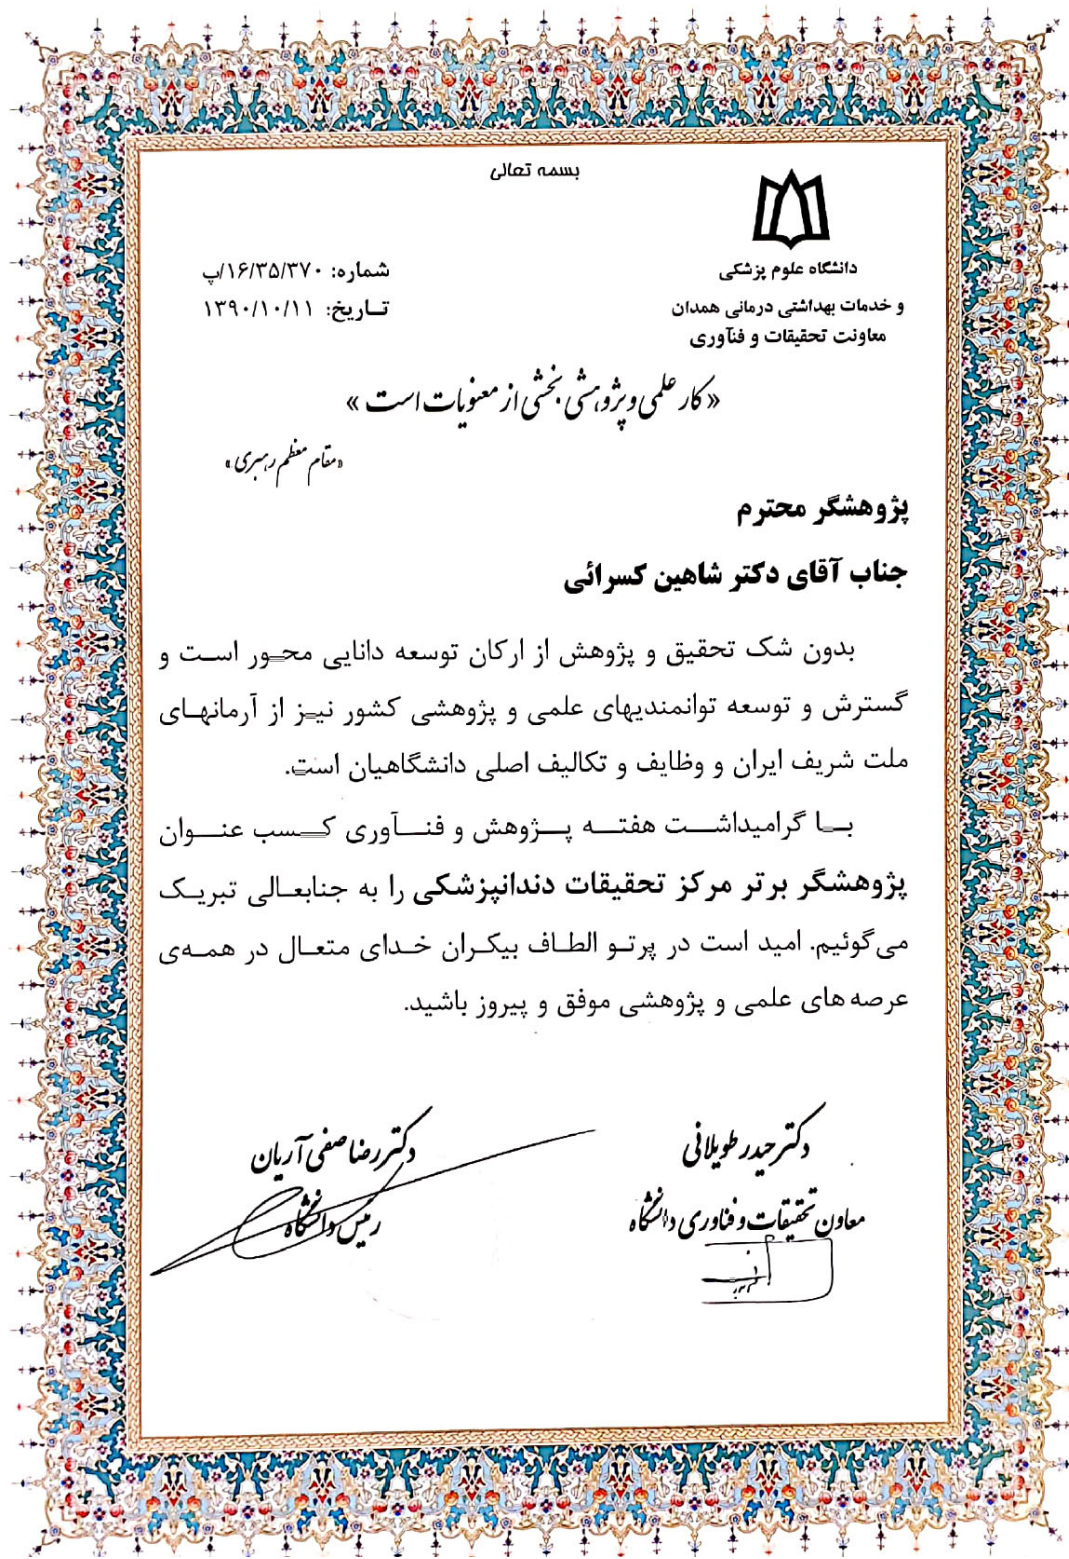 بسمه تعالی
دانشگاه علوم پزشکی
و خدمات بهداشتی درمانی همدان
معاونت تحقیقات و فنآوری
شماره: ۱۶/۳۵/۳۷۰/پ
تاریخ: ۱۳۹۰/۱۰/۱۱
«کار علمی و پژوهشی بخشی از معنویات است»
«مقام معظم رهبری»
پژوهشگر محترم
جناب آقای دکتر شاهین کسرائی
بدون شک تحقیق و پژوهش از ارکان توسعه دانایی محور است و
گسترش و توسعه توانمندیهای علمی و پژوهشی کشور نیز از آرمانهای
ملت شریف ایران و وظایف و تکالیف اصلی دانشگاهیان است.
با گرامیداشت هفته پژوهش و فنآوری کسب عنوان
پژوهشگر برتر مرکز تحقیقات دندانپزشکی را به جنابعالی تبریک
می‌گوئیم. امید است در پرتو الطاف بیکران خدای متعال در همه‌ی
عرصه های علمی و پژوهشی موفق و پیروز باشید.
دکتر حیدر طویلانی
معاون تحقیقات و فناوری دانشگاه
دکتر رضا صفی آریان
رئیس دانشگاه